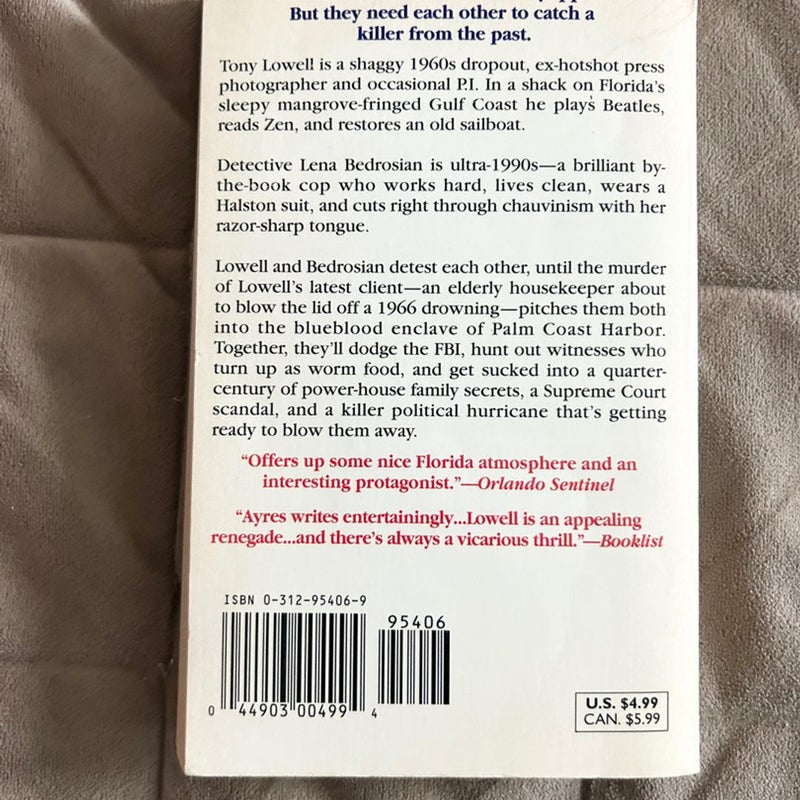 But they need each other to catch a
killer from the past.
Tony Lowell is a shaggy 1960s dropout, ex-hotshot press
photographer and occasional P.I. In a shack on Florida's
sleepy mangrove-fringed Gulf Coast he plays Beatles,
reads Zen, and restores an old sailboat.
Detective Lena Bedrosian is ultra-1990s—a brilliant by-
the-book cop who works hard, lives clean, wears a
Halston suit, and cuts right through chauvinism with her
razor-sharp tongue.
Lowell and Bedrosian detest each other, until the murder
of Lowell's latest client—an elderly housekeeper about
to blow the lid off a 1966 drowning—pitches them both
into the blueblood enclave of Palm Coast Harbor.
Together, they'll dodge the FBI, hunt out witnesses who
turn up as worm food, and get sucked into a quarter-
century of power-house family secrets, a Supreme Court
scandal, and a killer political hurricane that's getting
ready to blow them away.
“Offers up some nice Florida atmosphere and an
interesting protagonist.”—Orlando Sentinel
“Ayres writes entertainingly...Lowell is an appealing
renegade...and there's always a vicarious thrill.”—Booklist
ISBN 0-312-95406-9
95406
0 44903 00499 4
U.S. $4.99
CAN. $5.99